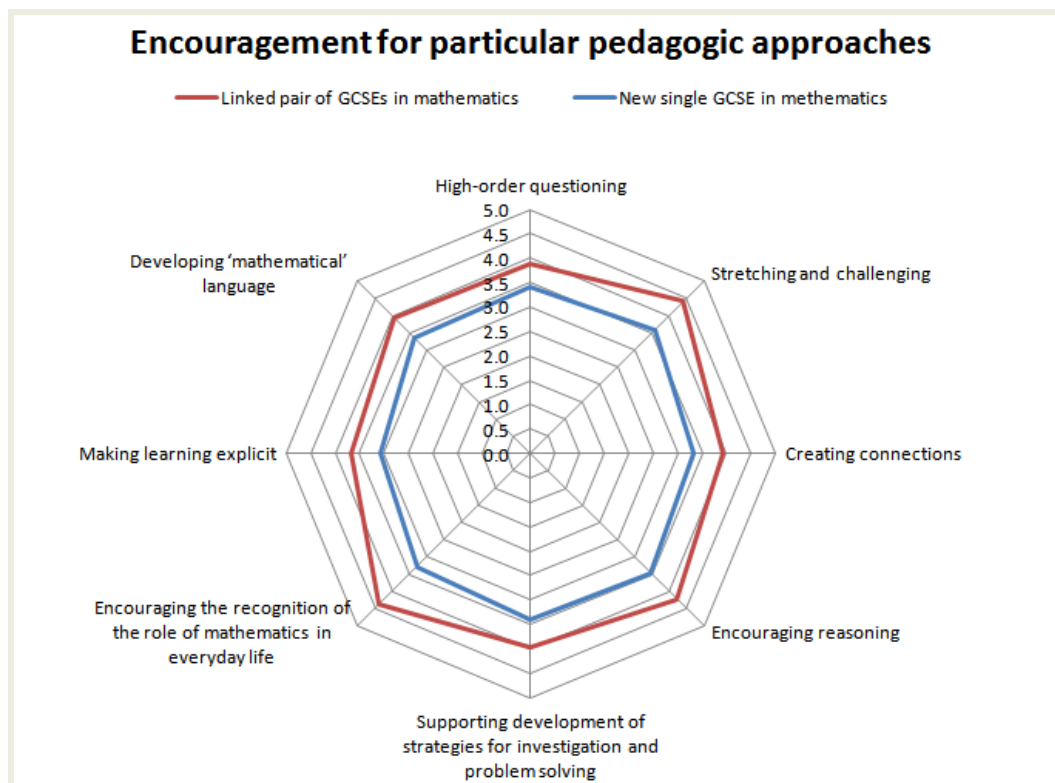 Encouragement for particular pedagogic approaches
Linked pair of GCSEs in mathematics
New single GCSE in methematics
High-order questioning
5.0
4.5
4.0
3.5
3.0
2.5
2.0
1.5
1.0
0.5
0.0
Developing ‘mathematical’
language
Stretching and challenging
Making learning explicit
Creating connections
Encouraging the recognition of
the role of mathematics in
everyday life
Encouraging reasoning
Supporting development of
strategies for investigation and
problem solving